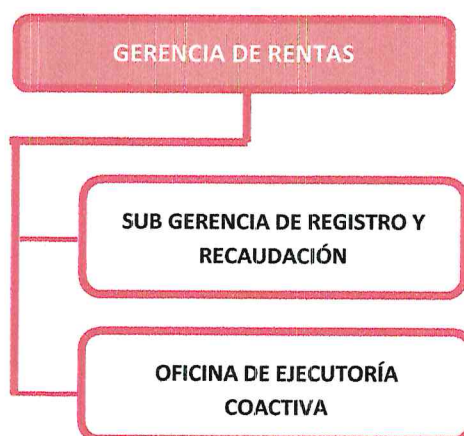 GERENCIA DE RENTAS
SUB GERENCIA DE REGISTRO Y
RECAUDACIÓN
OFICINA DE EJECUTORÍA
COACTIVA